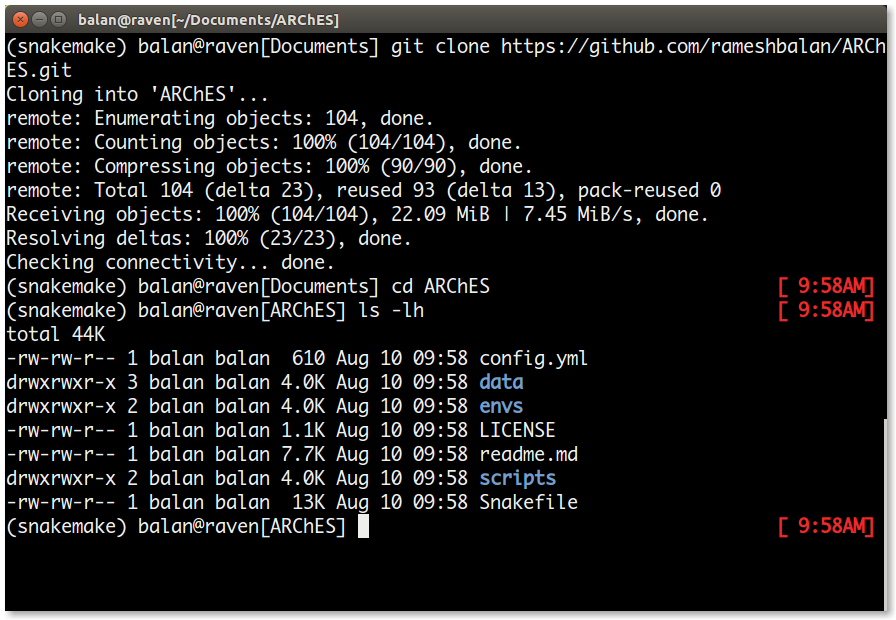 balan@raven[~/Documents/ARChES]
(snakemake) balan@raven[Documents] git clone https://github.com/rameshbalan/ARCh
ES.git
Cloning into 'ARChES'...
remote: Enumerating objects: 104, done.
remote: Counting objects: 100% (104/104), done.
remote: Compressing objects: 100% (90/90), done.
remote: Total 104 (delta 23), reused 93 (delta 13), pack-reused 0
Receiving objects: 100% (104/104), 22.09 MiB | 7.45 MiB/s, done.
Resolving deltas: 100% (23/23), done.
Checking connectivity... done.
(snakemake) balan@raven[Documents] cd ARChES [ 9:58AM]
(snakemake) balan@raven[ARChES] ls -lh [ 9:58AM]
total 44K
-rw-rw-r-- 1 balan balan  610 Aug 10 09:58 config.yml
drwxrwxr-x 3 balan balan 4.0K Aug 10 09:58 data
drwxrwxr-x 2 balan balan 4.0K Aug 10 09:58 envs
-rw-rw-r-- 1 balan balan 1.1K Aug 10 09:58 LICENSE
-rw-rw-r-- 1 balan balan 7.7K Aug 10 09:58 readme.md
drwxrwxr-x 2 balan balan 4.0K Aug 10 09:58 scripts
-rw-rw-r-- 1 balan balan  13K Aug 10 09:58 Snakefile
(snakemake) balan@raven[ARChES] [ 9:58AM]